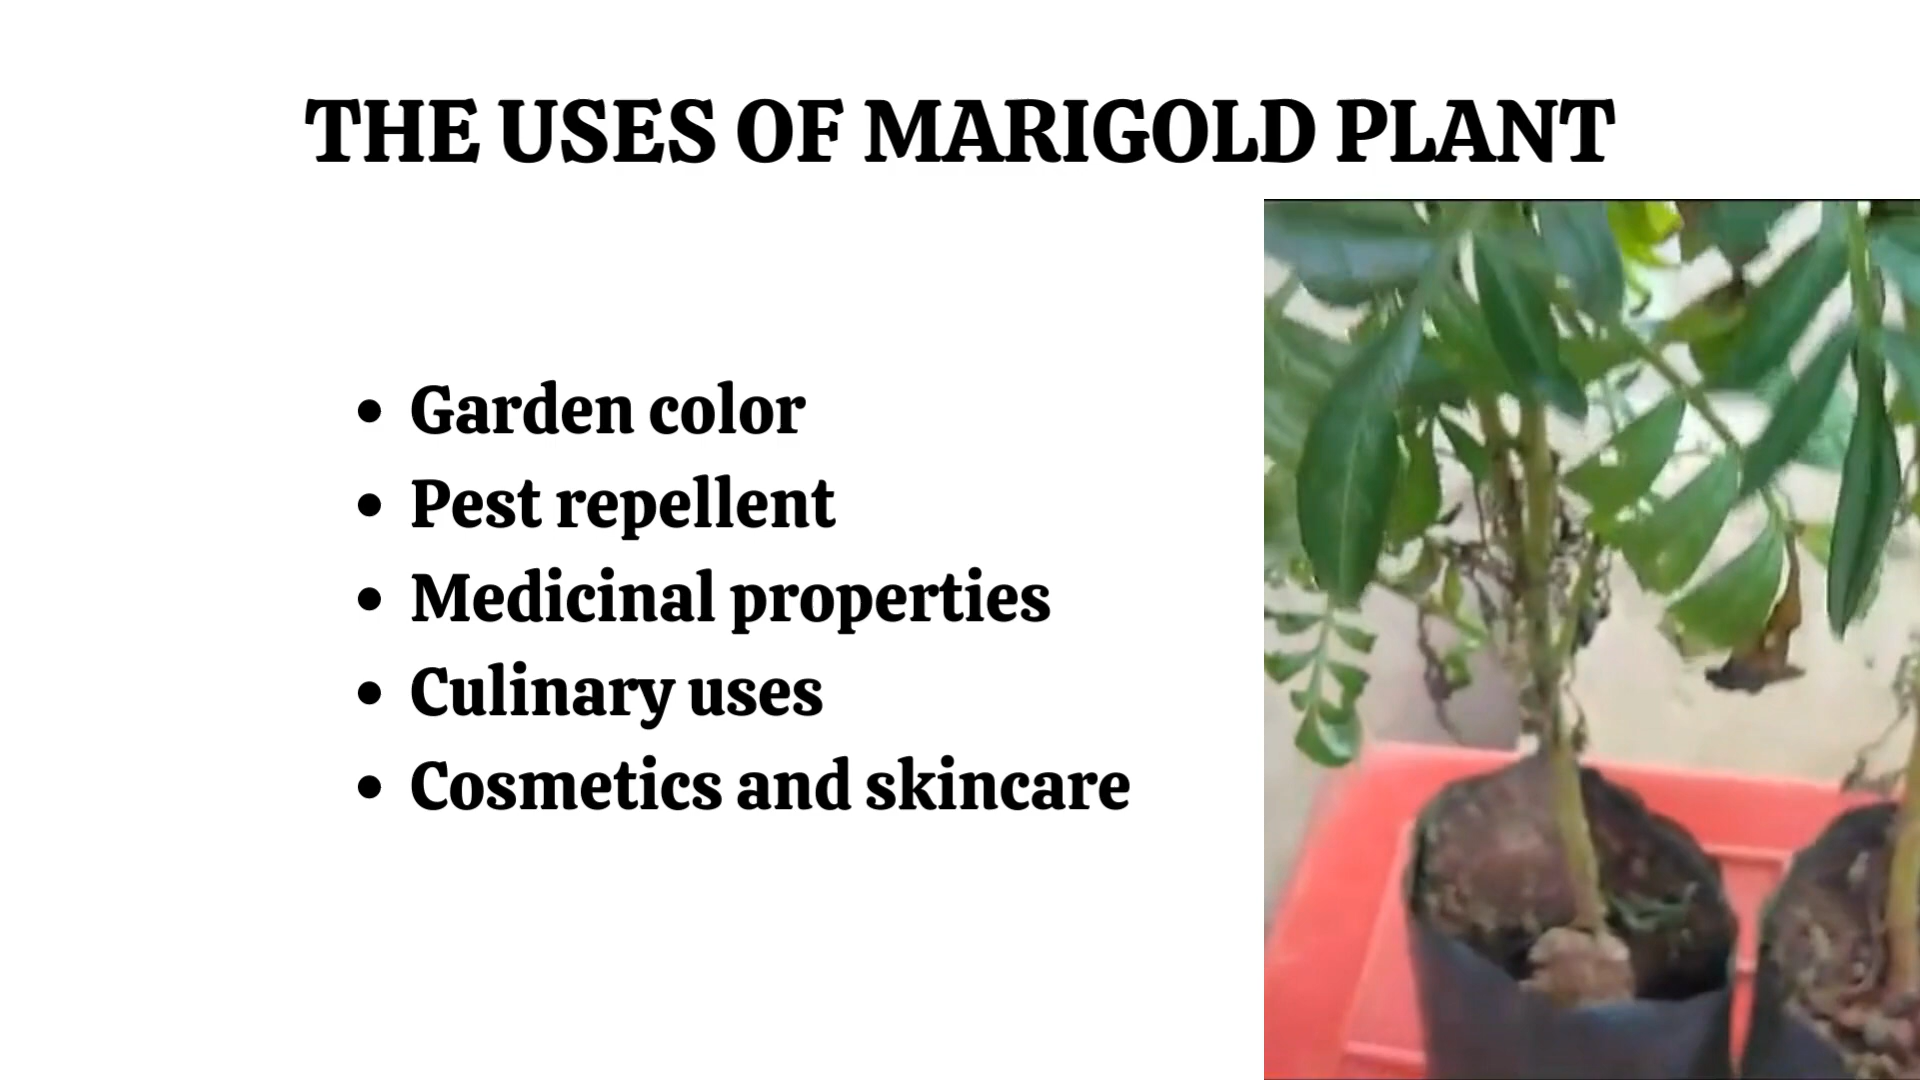 THE USES OF MARIGOLD PLANT
• Garden color
• Pest repellent
• Medicinal properties
• Culinary uses
• Cosmetics and skincare